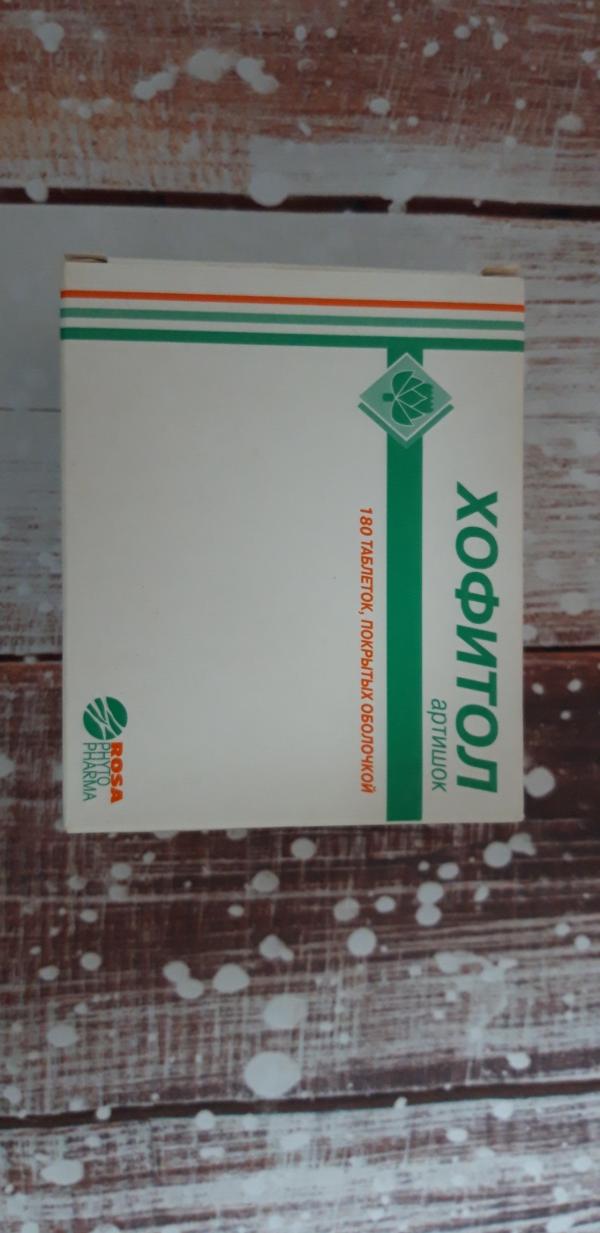 ХОФИТОЛ
артишок
180 ТАБЛЕТОК, ПОКРЫТЫХ ОБОЛОЧКОЙ
ROSA
PHYTO
PHARMA